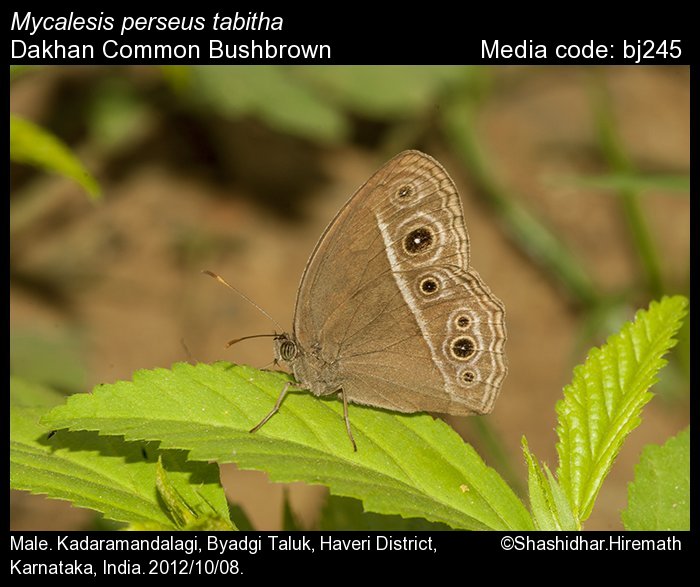 Mycalesis perseus tabitha
Dakhan Common Bushbrown Media code: bj245
Male. Kadaramandalagi, Byadgi Taluk, Haveri District, ©Shashidhar.Hiremath
Karnataka, India. 2012/10/08.